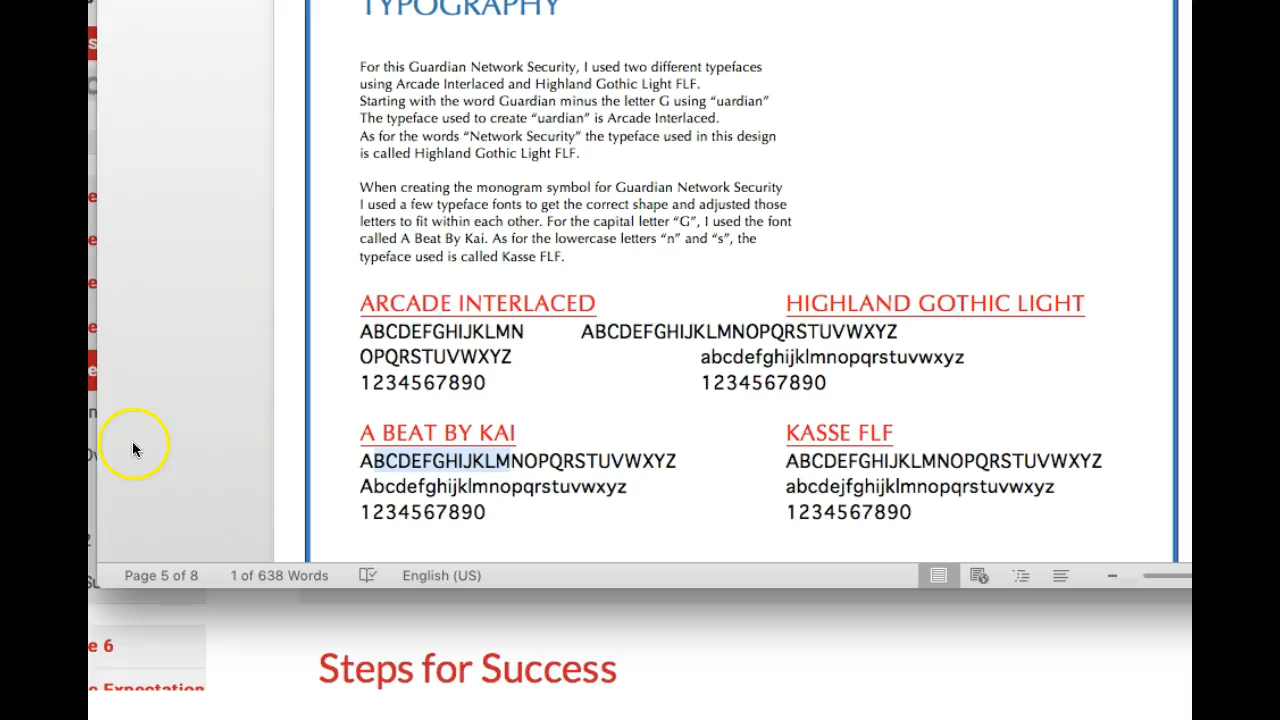 TYPOGRAPHY
For this Guardian Network Security, I used two different typefaces
using Arcade Interlaced and Highland Gothic Light FLF.
Starting with the word Guardian minus the letter G using “uardian”
The typeface used to create “uardian” is Arcade Interlaced.
As for the words “Network Security” the typeface used in this design
is called Highland Gothic Light FLF.
When creating the monogram symbol for Guardian Network Security
I used a few typeface fonts to get the correct shape and adjusted those
letters to fit within each other. For the capital letter “G”, I used the font
called A Beat By Kai. As for the lowercase letters “n” and “s”, the
typeface used is called Kasse FLF.
ARCADE INTERLACED HIGHLAND GOTHIC LIGHT
ABCDEFGHIJKLMN ABCDEFGHIJKLMNOPQRSTUVWXYZ
OPQRSTUVWXYZ abcdefghijklmnopqrstuvwxyz
1234567890 1234567890
A BEAT BY KAI KASSE FLF
ABCDEFGHIJKLMNOPQRSTUVWXYZ ABCDEFGHIJKLMNOPQRSTUVWXYZ
Abcdefghijklmnopqrstuvwxyz abcdejfghijklmnopqrstuvwxyz
1234567890 1234567890
Page 5 of 8 1 of 638 Words English (US)
e 6
Steps for Success
e Expectation